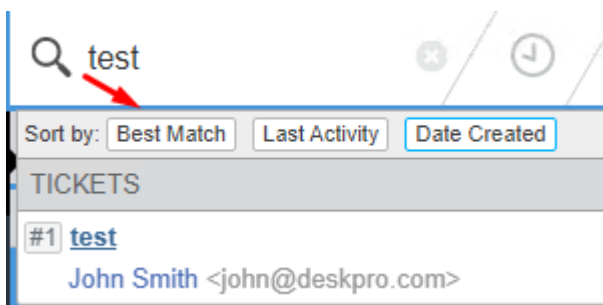 test
Sort by: Best Match Last Activity Date Created
TICKETS
#1 test
John Smith <john@deskpro.com>